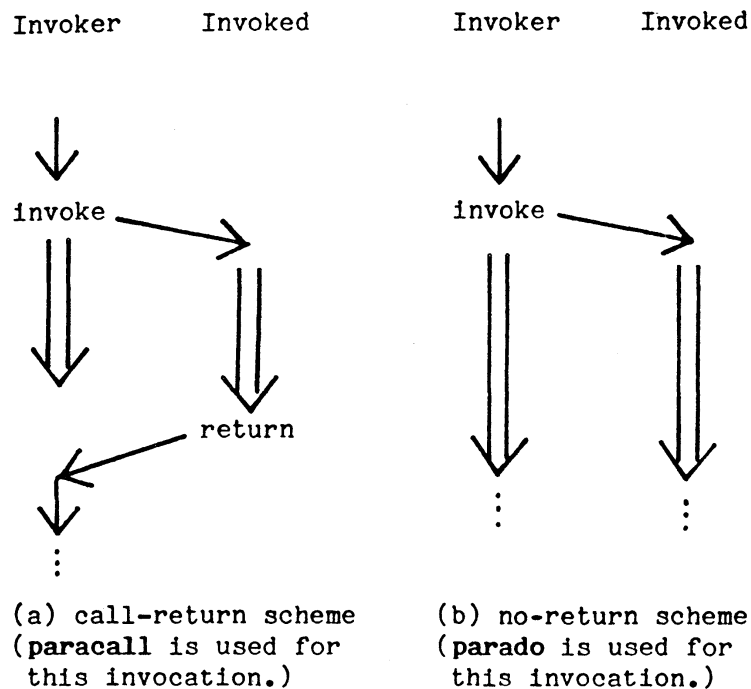 Invoker Invoked
invoke
return
(a) call-return scheme
(paracall is used for
this invocation.)
Invoker Invoked
invoke
(b) no-return scheme
(parado is used for
this invocation.)